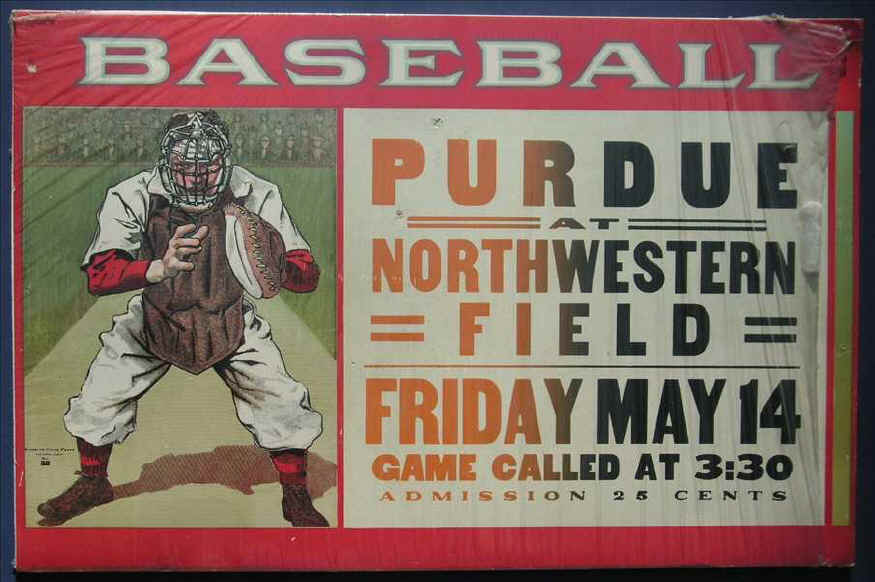 BASEBALL
PURDUE
AT
NORTHWESTERN
= FIELD =
FRIDAY MAY 14
GAME CALLED AT 3:30
ADMISSION 25 CENTS